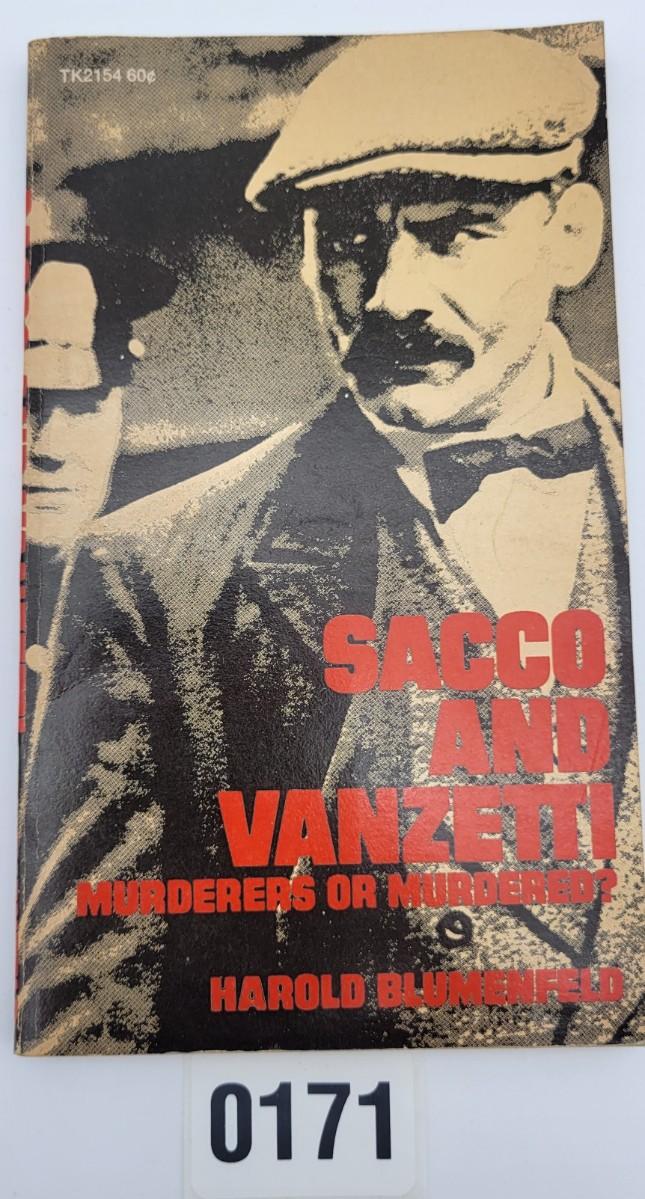 TK2154 60¢
SACCO
AND
VANZETTI
MURDERERS OR MURDERED?
HAROLD BLUMENFELD
0171